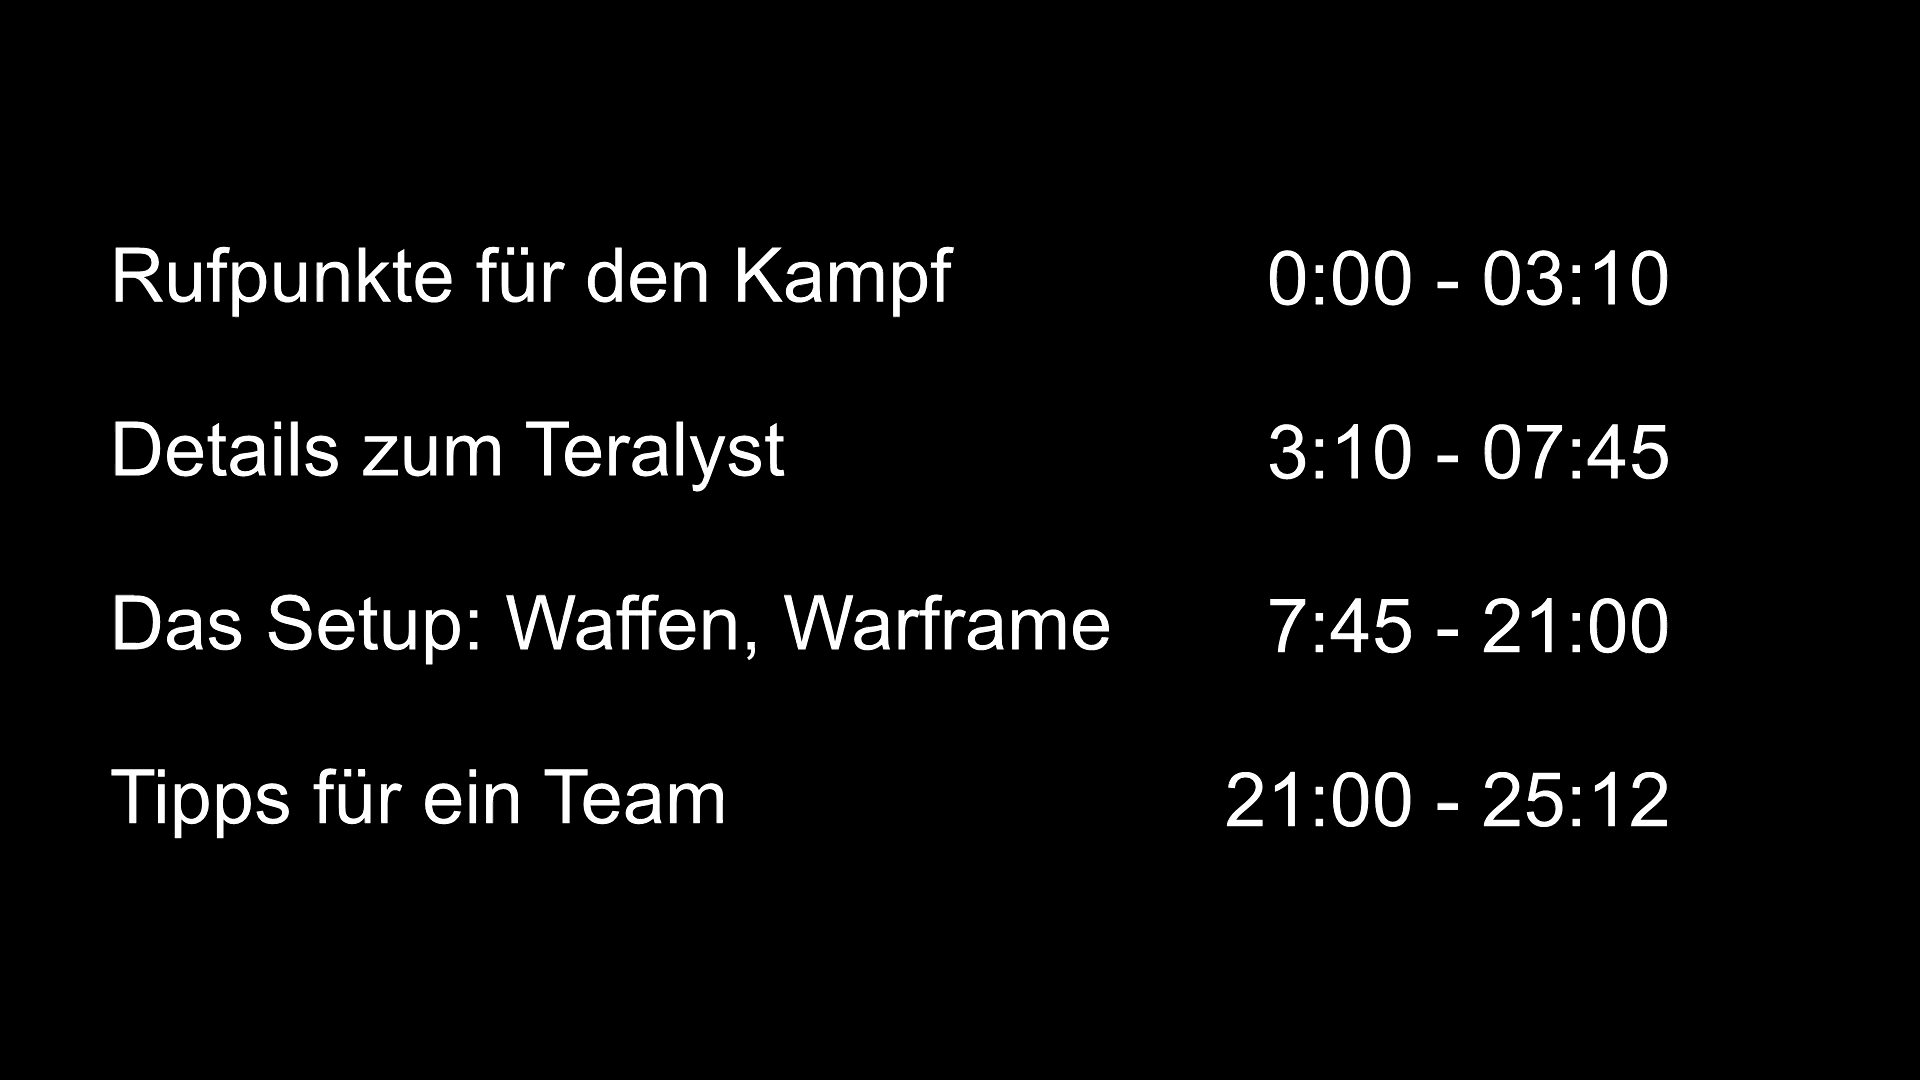 Rufpunkte für den Kampf 0:00 - 03:10
Details zum Teralyst 3:10 - 07:45
Das Setup: Waffen, Warframe 7:45 - 21:00
Tipps für ein Team 21:00 - 25:12